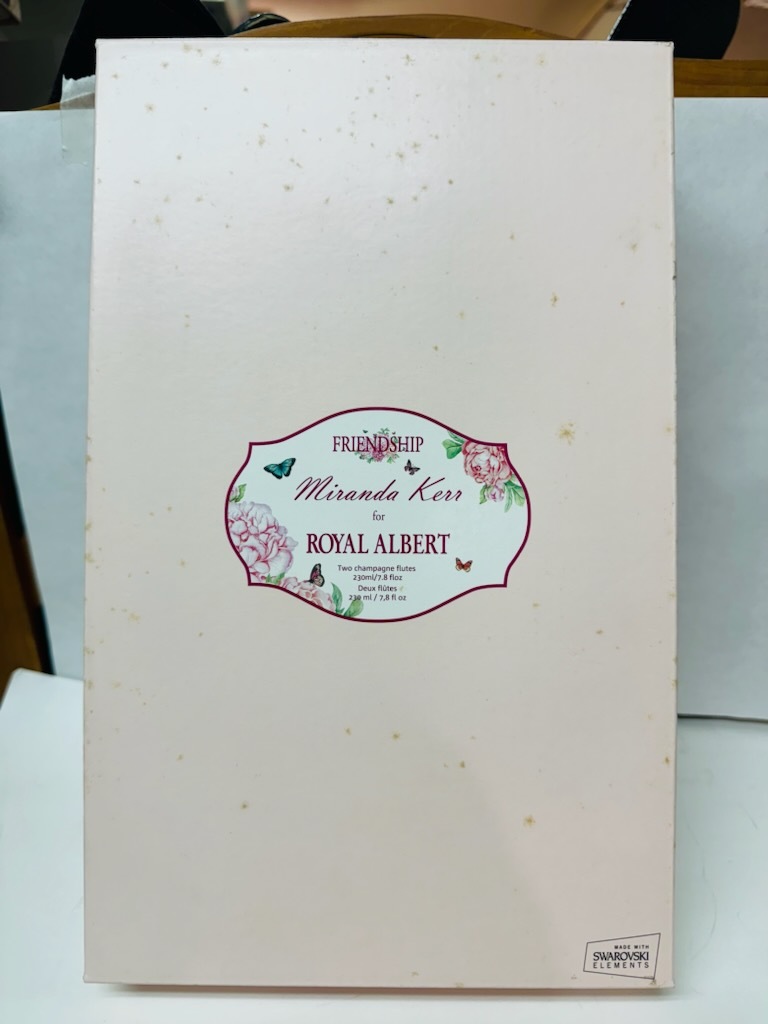 FRIENDSHIP
Miranda Kerr
for
ROYAL ALBERT
Two champagne flutes
230ml/7.8 floz
Deux flûtes
230 ml / 7,8 fl oz
MADE WITH
SWAROVSKI
ELEMENTS